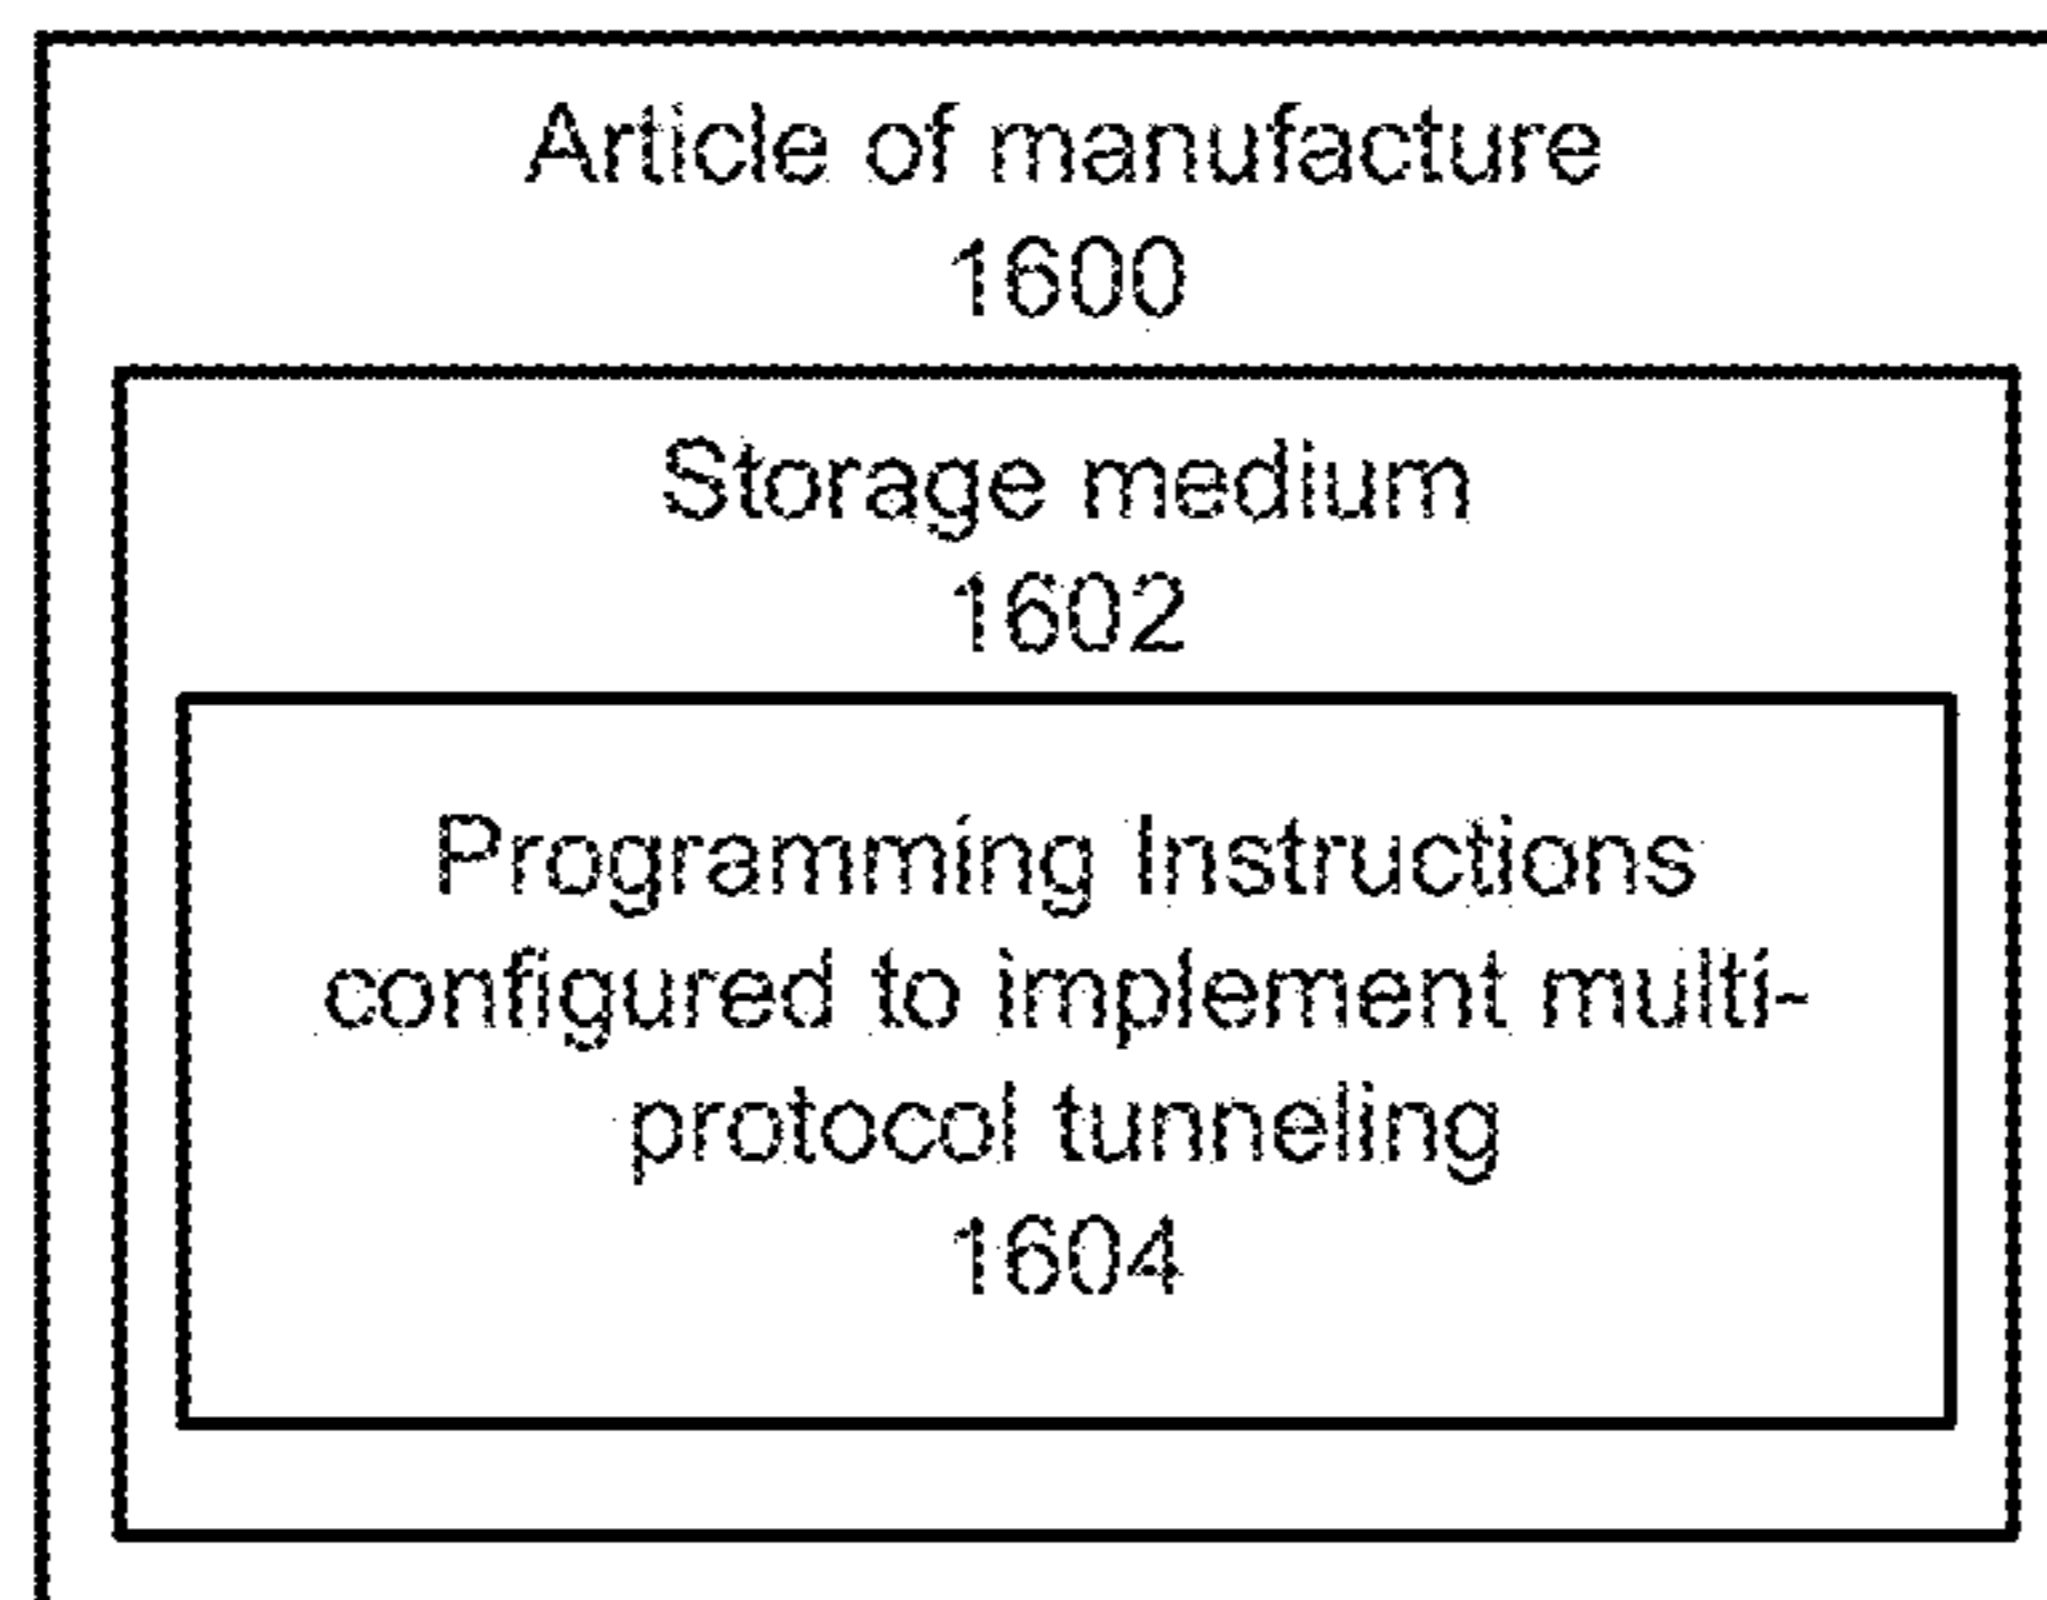 Article of manufacture
1600
Storage medium
1602
Programming Instructions
configured to implement multi-
protocol tunneling
1604